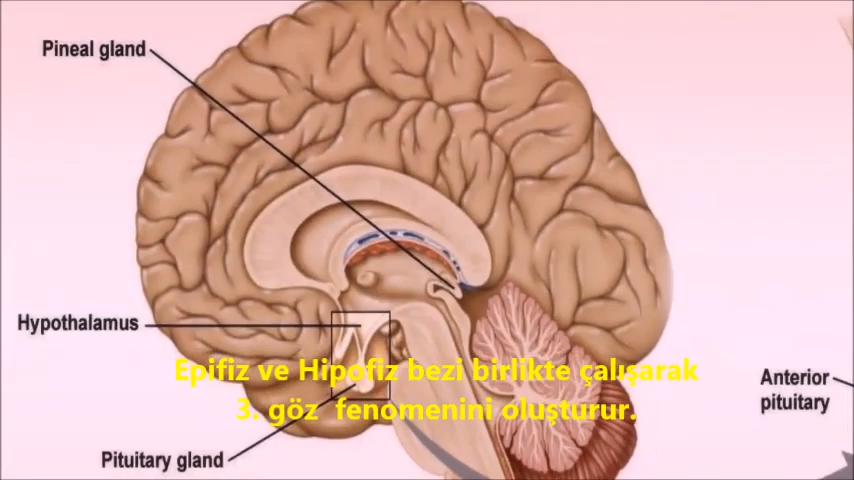 Pineal gland
Hypothalamus
Epifiz ve Hipofiz bezi birlikte çalışarak
3. göz fenomenini oluşturur.
Anterior
pituitary
Pituitary gland